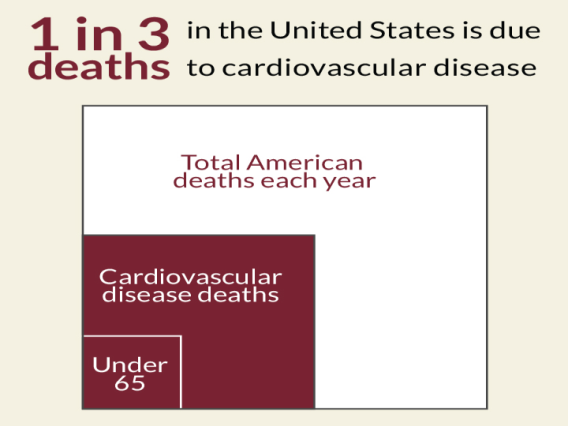 1 in 3 in the United States is due
deaths to cardiovascular disease
Total American
deaths each year
Cardiovascular
disease deaths
Under
65